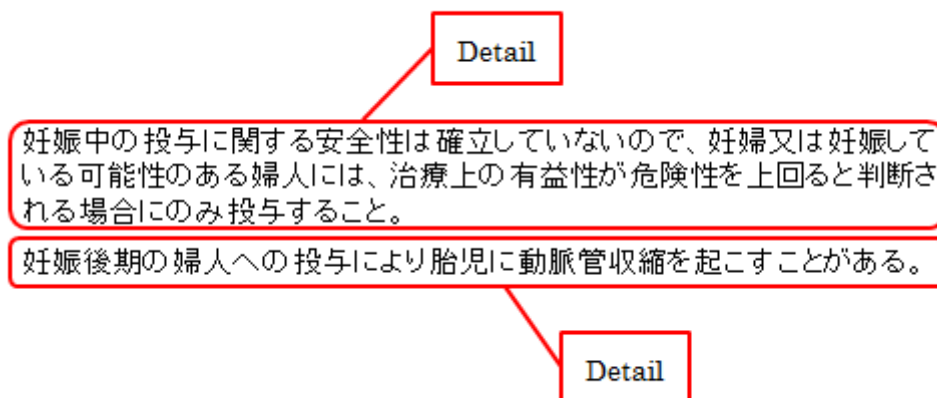 Detail
妊娠中の投与に関する安全性は確立していないので、妊婦又は妊娠して
いる可能性のある婦人には、治療上の有益性が危険性を上回ると判断さ
れる場合にのみ投与すること。
妊娠後期の婦人への投与により胎児に動脈管収縮を起こすことがある。
Detail